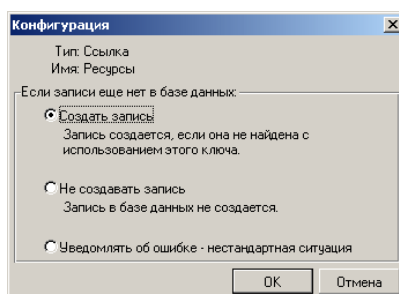 Конфигурация
Тип: Ссылка
Имя: Ресурсы
Если записи еще нет в базе данных:
Создать запись
Запись создается, если она не найдена с
использованием этого ключа.
Не создавать запись
Запись в базе данных не создается.
Уведомлять об ошибке - нестандартная ситуация
OK Отмена